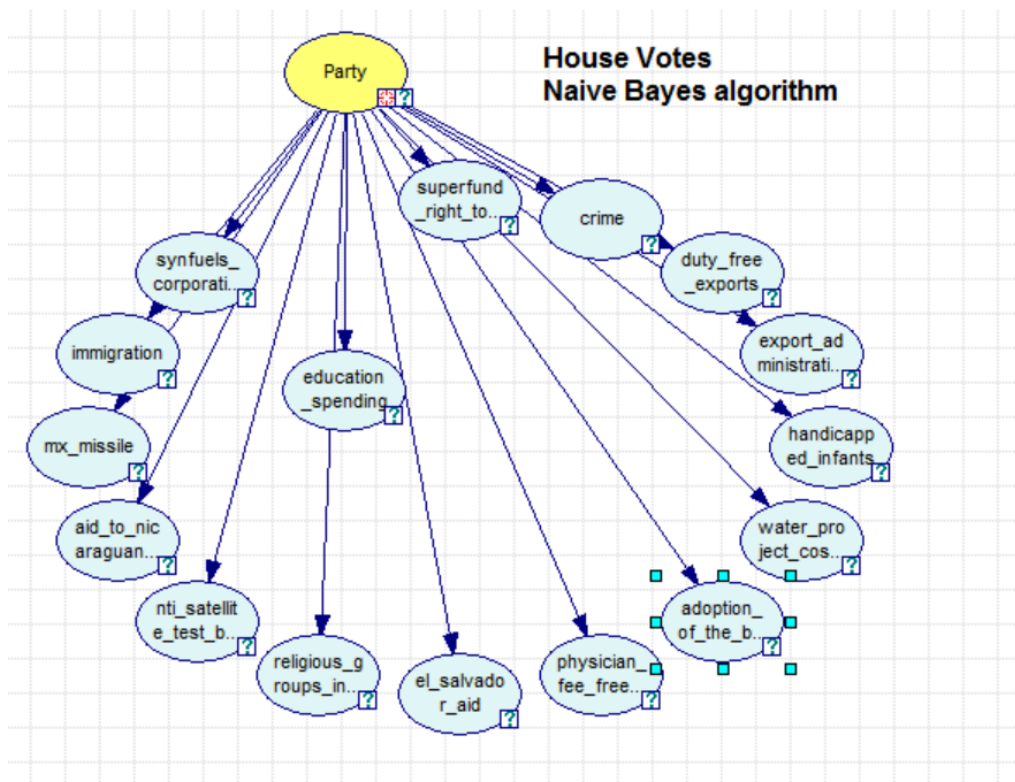 Party
?
House Votes
Naive Bayes algorithm
superfund
_right_to...
?
crime
?
synfuels_
corporati...
?
duty_free
_exports
?
immigration
?
education
_spending
?
export_ad
ministrati...
?
mx_missile
?
handicapp
ed_infants
?
aid_to_nic
araguan...
?
water_pro
ject_cos...
?
nti_satellit
e_test_b...
?
adoption_
of_the_b...
?
religious_g
roups_in...
?
el_salvado
r_aid
?
physician_
fee_free...
?